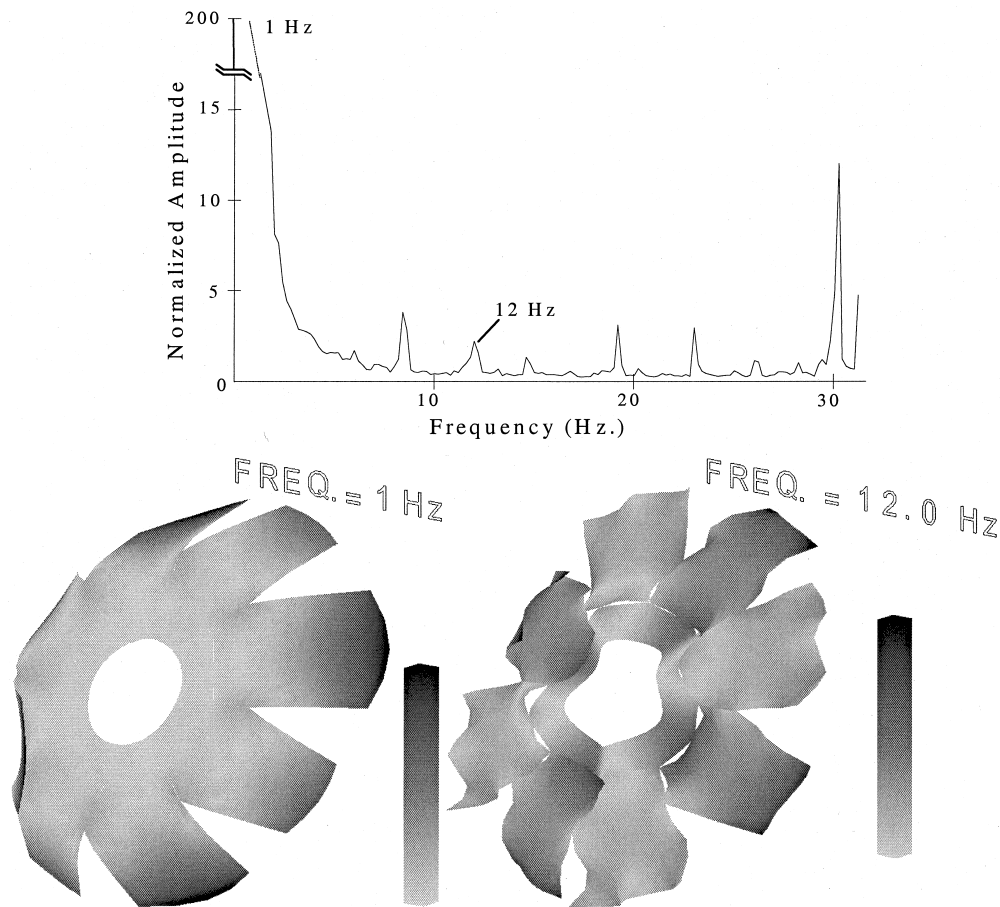 200
1 Hz
15
10
5
0
Normalized Amplitude
12 Hz
10
20
30
Frequency (Hz.)
FREQ. = 1 Hz
FREQ. = 12.0 Hz